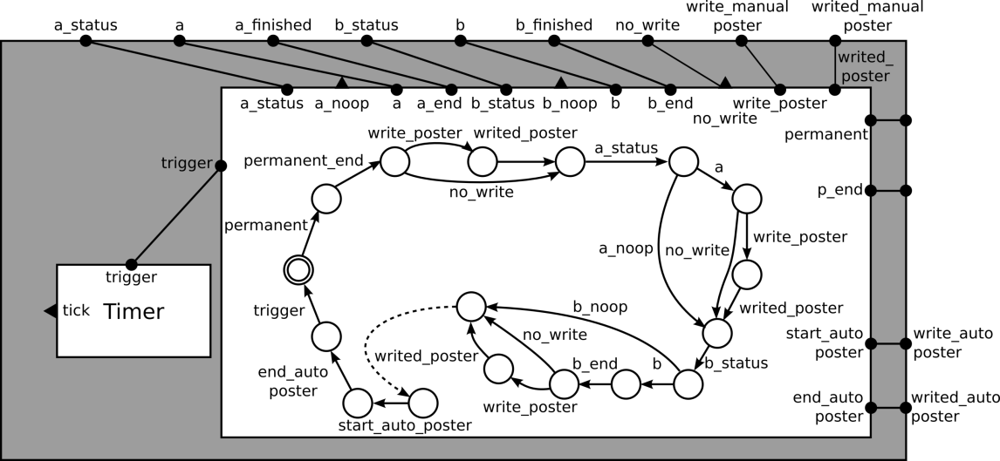 a_status
a
a_finished
b_status
b
b_finished
no_write
write_manual
poster
writed_manual
poster
writed_
poster
a_status
a_noop
a
a_end
b_status
b_noop
b
b_end
no_write
write_poster
permanent
p_end
start_auto
poster
write_auto
poster
end_auto
poster
writed_auto
poster
trigger
trigger
tick
Timer
permanent_end
write_poster
writed_poster
no_write
a_status
a
permanent
a_noop
no_write
write_poster
writed_poster
trigger
b_noop
no_write
writed_poster
b_end
b
b_status
end_auto
poster
write_poster
start_auto_poster